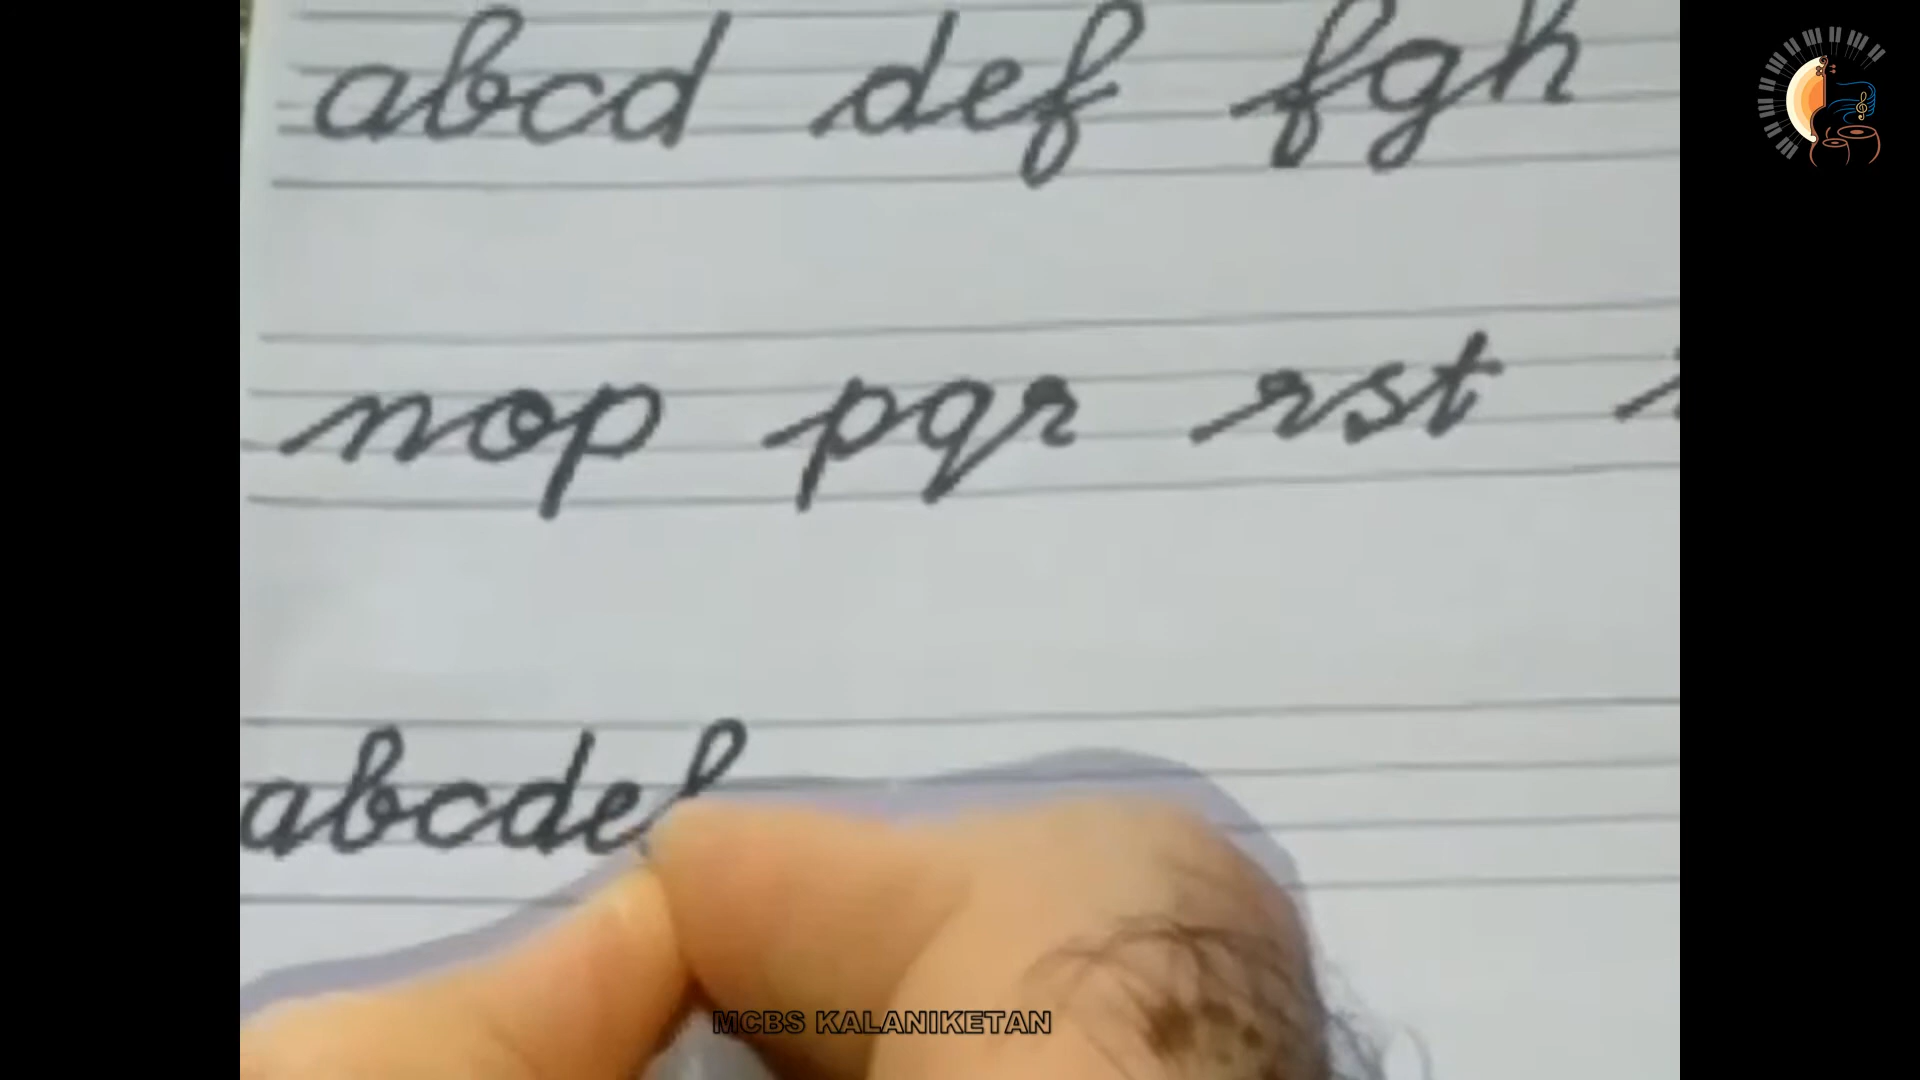 abcd def fgh
nop pqr rst
abcdef
MCBS KALANIKETAN